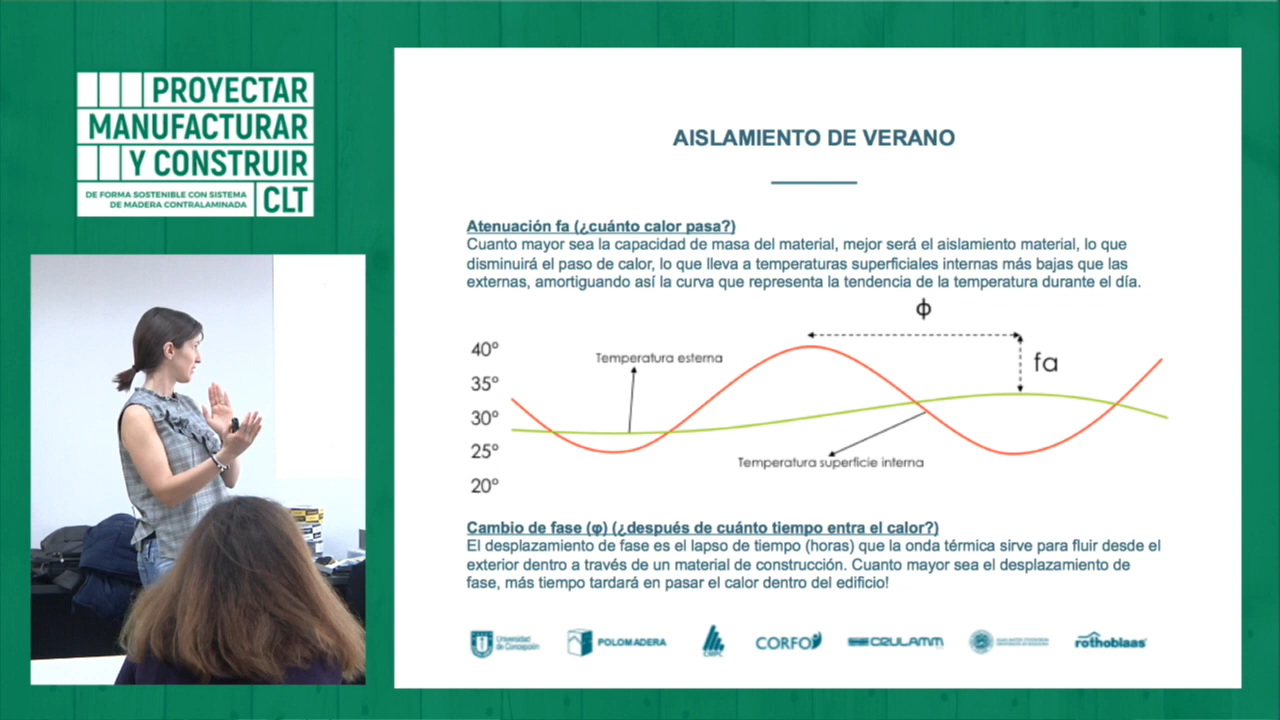 PROYECTAR
MANUFACTURAR
Y CONSTRUIR
DE FORMA SOSTENIBLE CON SISTEMA
DE MADERA CONTRALAMINADA
CLT
AISLAMIENTO DE VERANO
Atenuación fa (¿cuánto calor pasa?)
Cuanto mayor sea la capacidad de masa del material, mejor será el aislamiento material, lo que
disminuirá el paso de calor, lo que lleva a temperaturas superficiales internas más bajas que las
externas, amortiguando así la curva que representa la tendencia de la temperatura durante el día.
ϕ
40º
Temperatura esterna
fa
35º
30º
25º
Temperatura superficie interna
20º
Cambio de fase (φ) (¿después de cuánto tiempo entra el calor?)
El desplazamiento de fase es el lapso de tiempo (horas) que la onda térmica sirve para fluir desde el
exterior dentro a través de un material de construcción. Cuanto mayor sea el desplazamiento de
fase, más tiempo tardará en pasar el calor dentro del edificio!
Universidad
de Concepción
POLOMADERA
CORFO
CRULAMM
rothoblaas